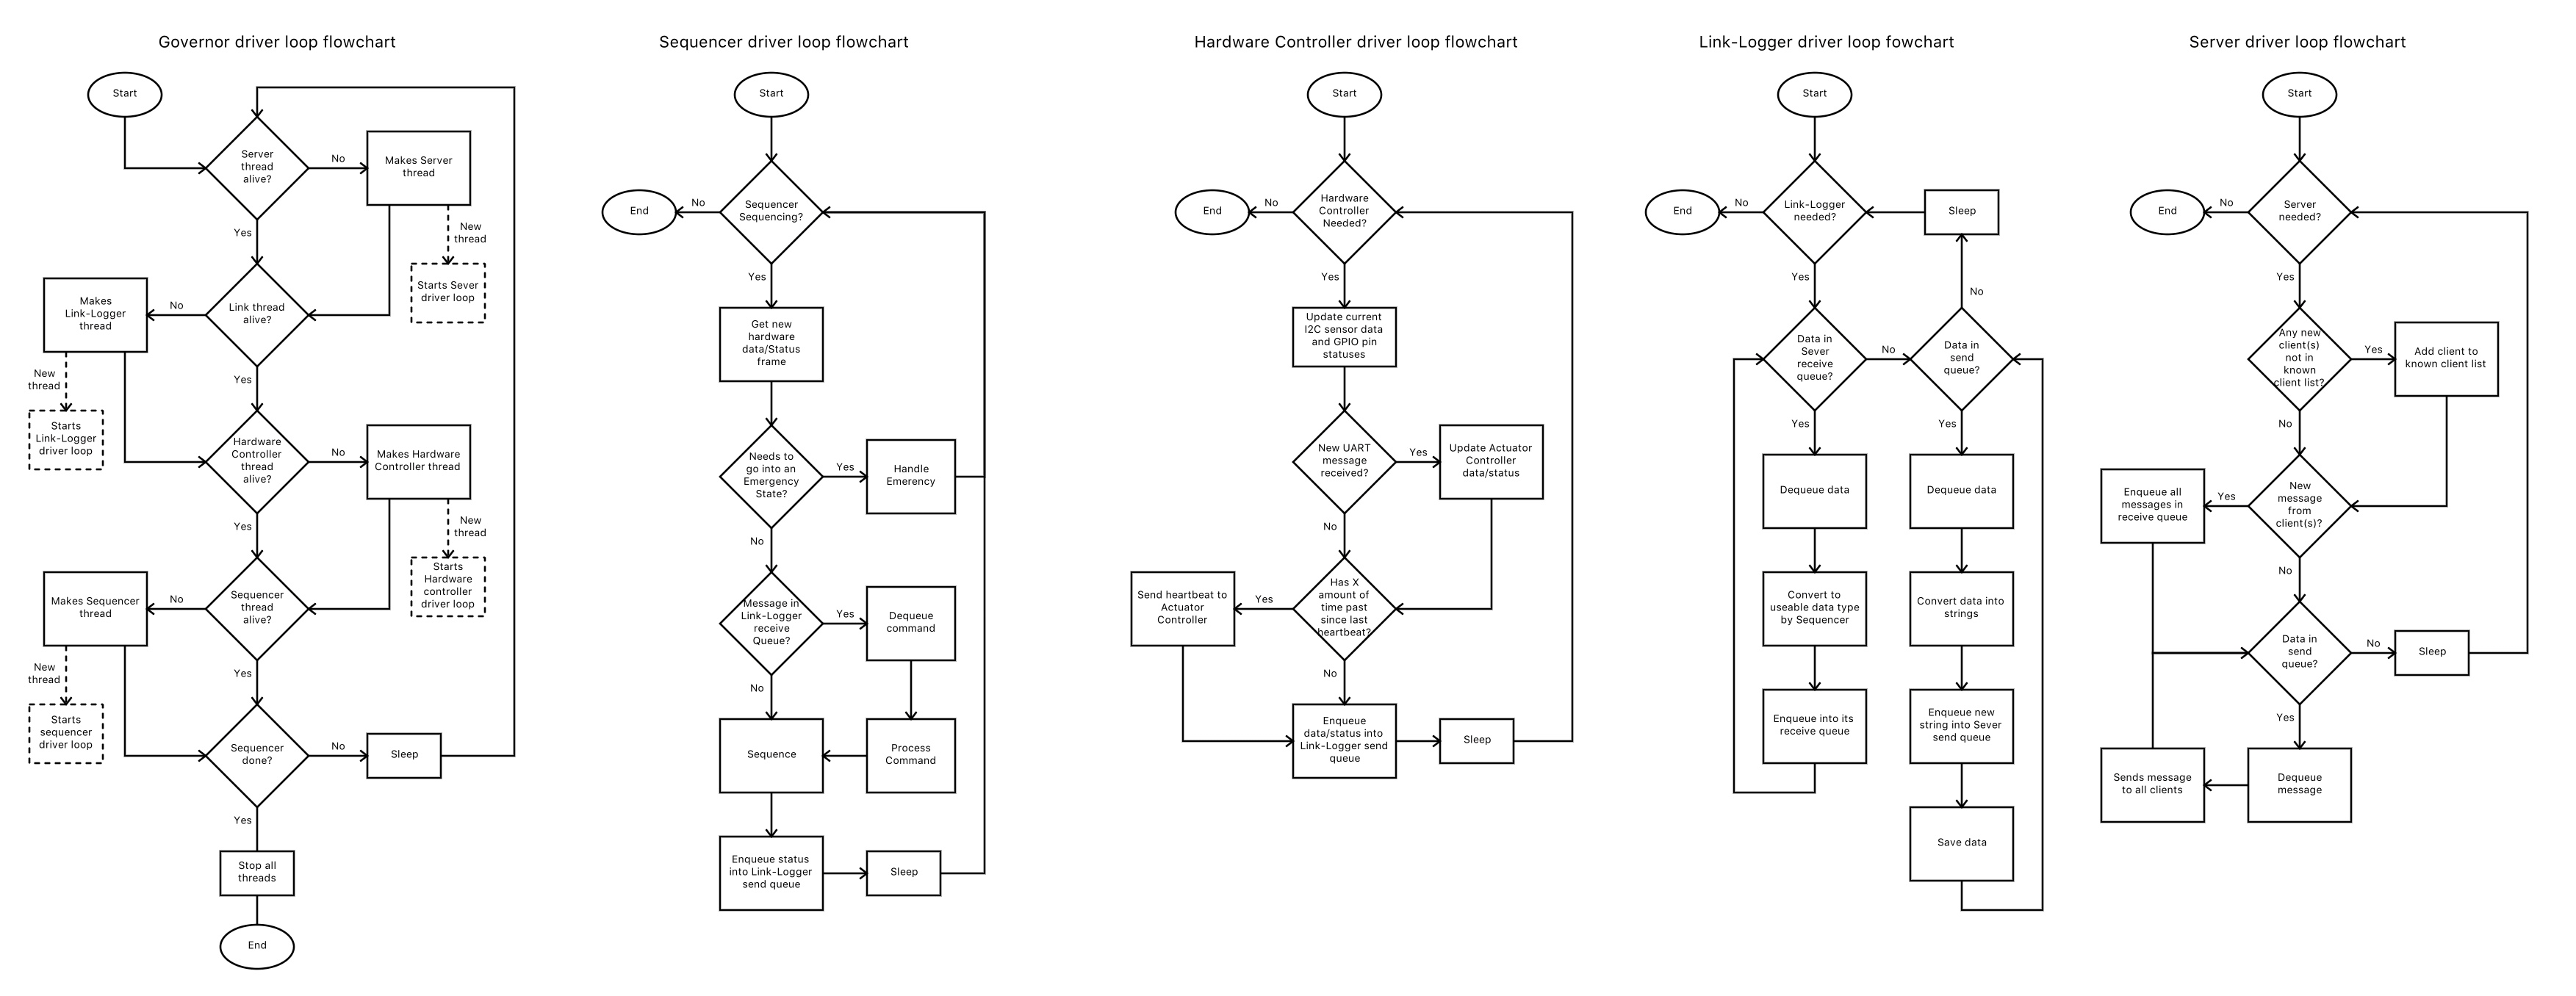 Governor driver loop flowchart
Start
Server
thread
alive?
No
Makes Server
thread
New
thread
Starts Sever
driver loop
Yes
Link thread
alive?
No
Makes
Link-Logger
thread
New
thread
Starts
Link-Logger
driver loop
Yes
Hardware
Controller
thread
alive?
No
Makes Hardware
Controller thread
New
thread
Starts
Hardware
controller
driver loop
Yes
Sequencer
thread
alive?
No
Makes Sequencer
thread
New
thread
Starts
sequencer
driver loop
Yes
Sequencer
done?
No
Sleep
Yes
Stop all
threads
End
Sequencer driver loop flowchart
Start
Sequencer
Sequencing?
No
End
Yes
Get new
hardware
data/Status
frame
Needs to
go into an
Emergency
State?
Yes
Handle
Emerency
No
Message in
Link-Logger
receive
Queue?
Yes
Dequeue
command
No
Sequence
Process
Command
Enqueue status
into Link-Logger
send queue
Sleep
Hardware Controller driver loop flowchart
Start
Hardware
Controller
Needed?
No
End
Yes
Update current
I2C sensor data
and GPIO pin
statuses
New UART
message
received?
Yes
Update Actuator
Controller
data/status
No
Has X
amount of
time past
since last
heartbeat?
Yes
Send heartbeat to
Actuator
Controller
No
Enqueue
data/status into
Link-Logger send
queue
Sleep
Link-Logger driver loop fowchart
Start
Link-Logger
needed?
No
End
Sleep
Yes
Data in
Sever
receive
queue?
No
Data in
send
queue?
No
Yes
Dequeue data
Convert to
useable data type
by Sequencer
Enqueue into its
receive queue
Yes
Dequeue data
Convert data into
strings
Enqueue new
string into Sever
send queue
Save data
Server driver loop flowchart
Start
Server
needed?
No
End
Yes
Any new
client(s)
not in
known
client list?
Yes
Add client to
known client list
No
New
message
from
client(s)?
Yes
Enqueue all
messages in
receive queue
No
Data in
send
queue?
No
Sleep
Yes
Dequeue
message
Sends message
to all clients